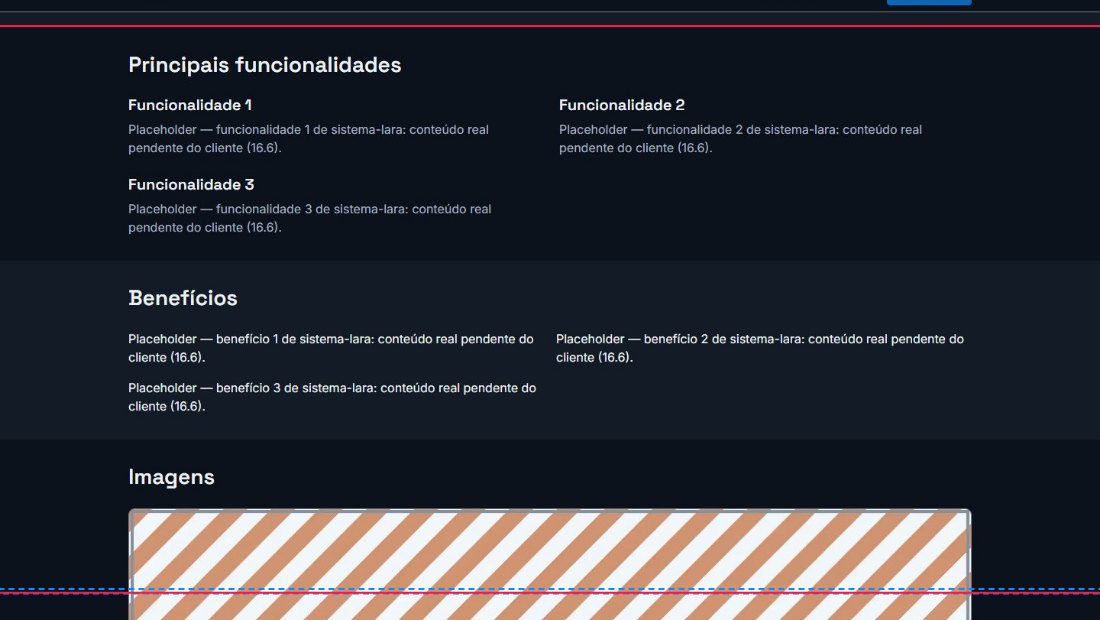 Principais funcionalidades
Funcionalidade 1
Placeholder — funcionalidade 1 de sistema-lara: conteúdo real
pendente do cliente (16.6).
Funcionalidade 2
Placeholder — funcionalidade 2 de sistema-lara: conteúdo real
pendente do cliente (16.6).
Funcionalidade 3
Placeholder — funcionalidade 3 de sistema-lara: conteúdo real
pendente do cliente (16.6).
Benefícios
Placeholder — benefício 1 de sistema-lara: conteúdo real pendente do
cliente (16.6).
Placeholder — benefício 2 de sistema-lara: conteúdo real pendente do
cliente (16.6).
Placeholder — benefício 3 de sistema-lara: conteúdo real pendente do
cliente (16.6).
Imagens